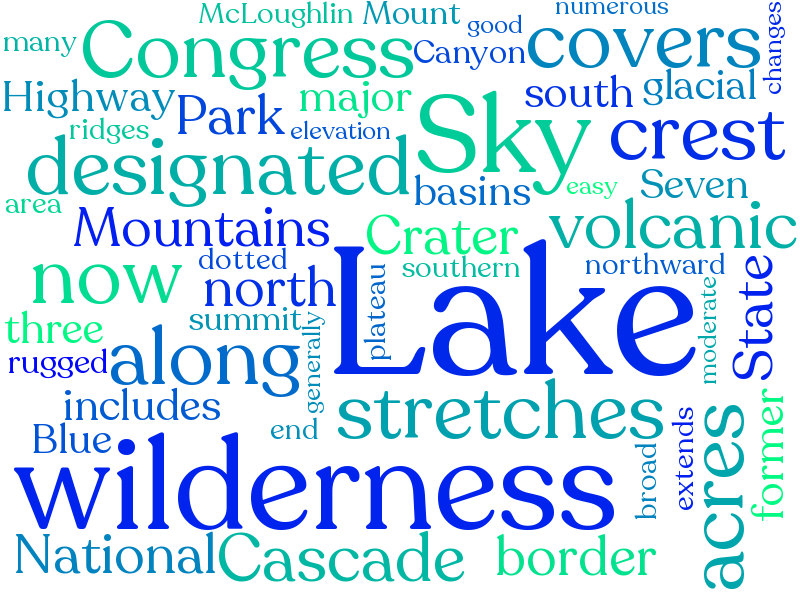 McLoughlin
Mount
numerous
many
Congress
good
covers
changes
Canyon
Highway
Park
major
south
glacial
ridges
elevation
Sky
crest
designated
basins
easy
Seven
area
Mountains
Crater
volcanic
now
dotted
north
southern
northward
Lake
plateau
State
moderate
three
summit
generally
rugged
along
includes
stretches
Blue
end
former
wilderness
broad
extends
acres
National
Cascade
border